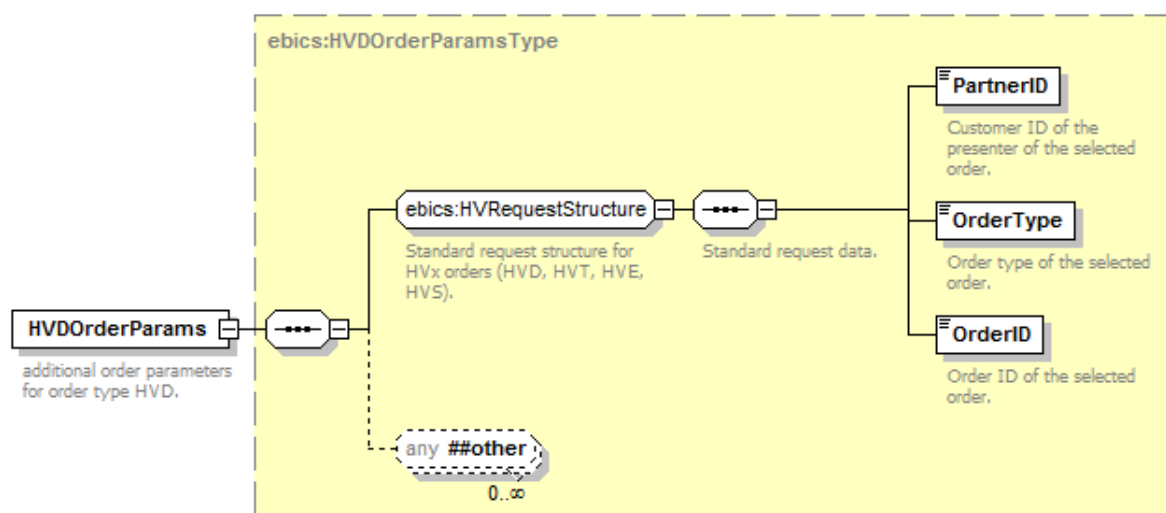 ebics:HVDOrderParamsType
PartnerID
Customer ID of the
presenter of the selected
order.
ebics:HVRequestStructure
Standard request structure for
HVx orders (HVD, HVT, HVE,
HVS).
Standard request data.
OrderType
Order type of the selected
order.
HVDOrderParams
additional order parameters
for order type HVD.
OrderID
Order ID of the selected
order.
any ##other
0..∞